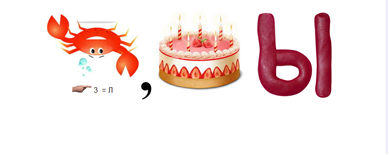 , Ы
3 = Л